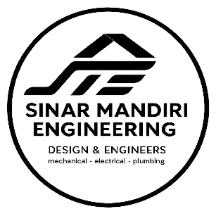 SINAR MANDIRI
ENGINEERING
DESIGN & ENGINEERS
mechanical - electrical - plumbing